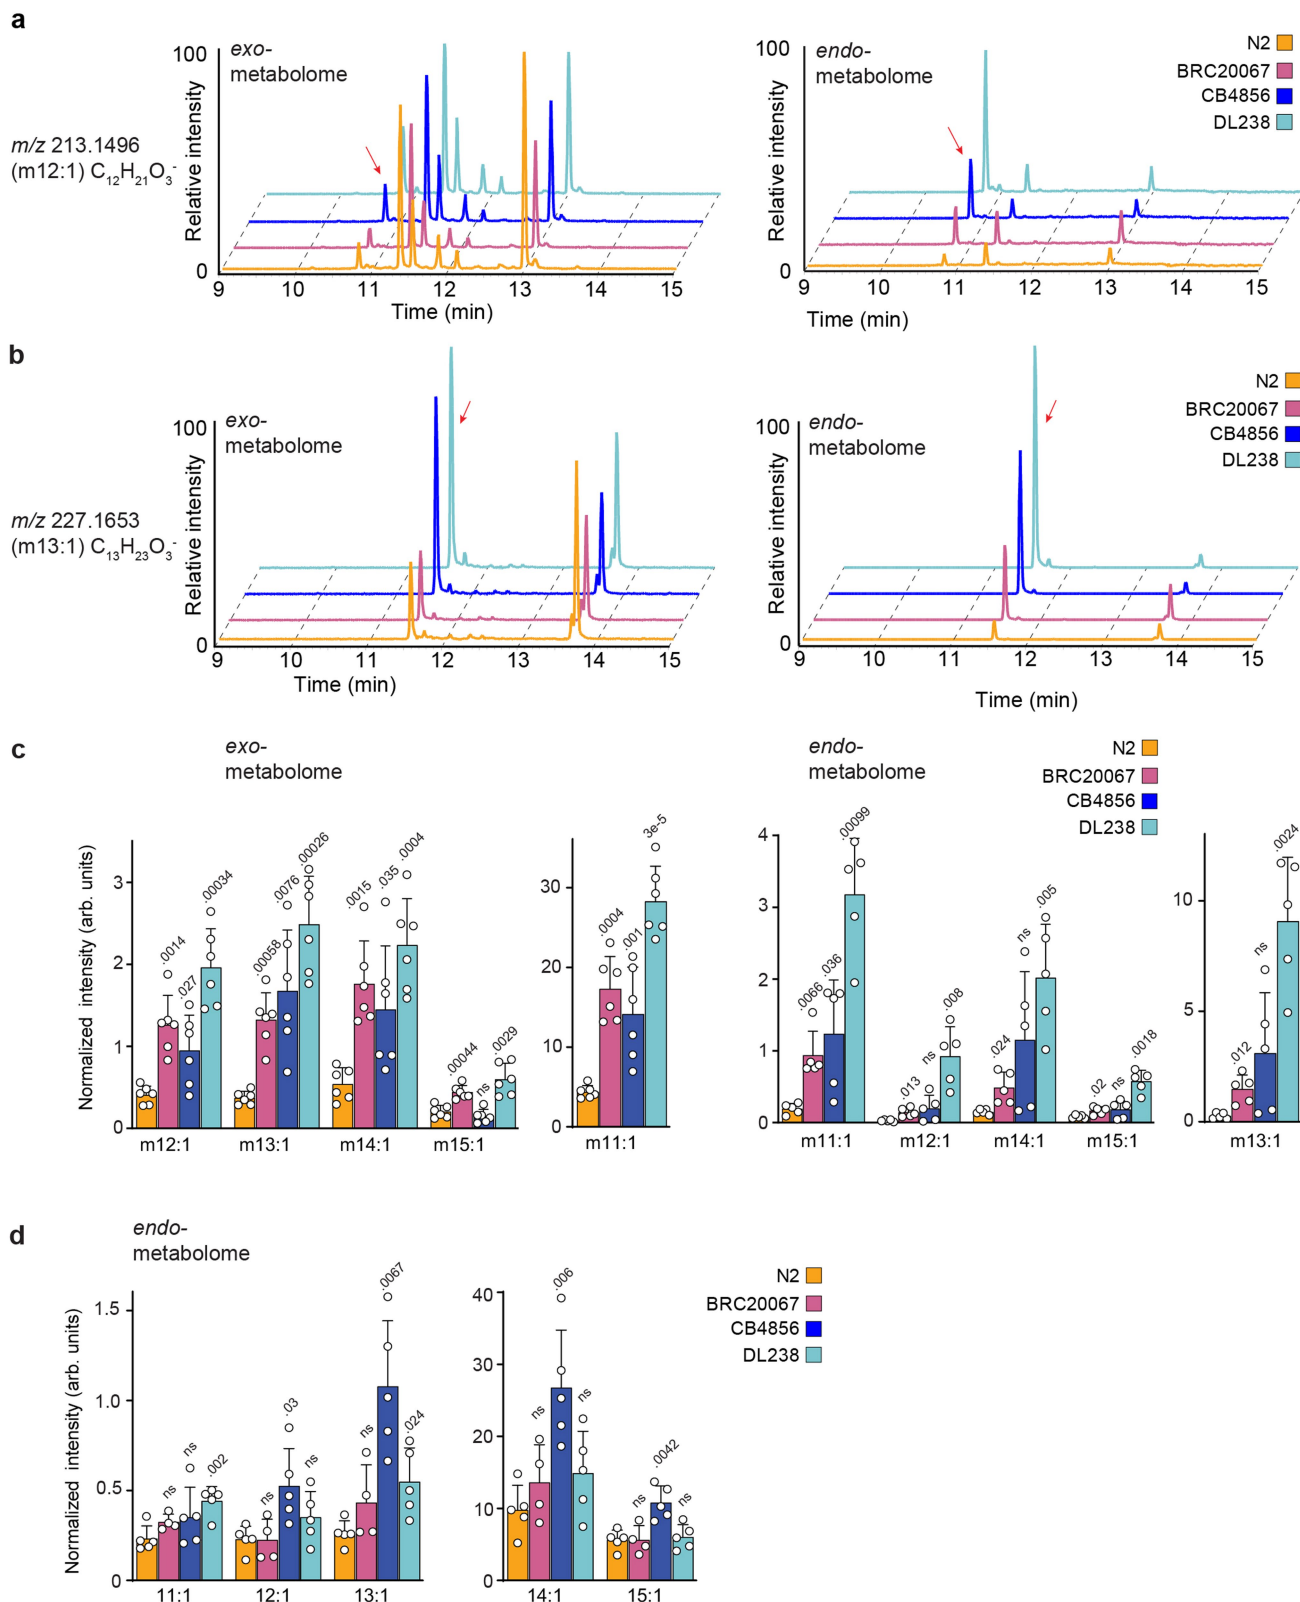 a
exo-
metabolome
100
0
Relative intensity
m/z 213.1496
(m12:1) C12H21O3-
9 10 11 12 13 14 15
Time (min)
endo-
metabolome
100
0
Relative intensity
9 10 11 12 13 14 15
Time (min)
N2
BRC20067
CB4856
DL238
b
exo-
metabolome
100
0
Relative intensity
m/z 227.1653
(m13:1) C13H23O3-
9 10 11 12 13 14 15
Time (min)
endo-
metabolome
100
0
Relative intensity
9 10 11 12 13 14 15
Time (min)
N2
BRC20067
CB4856
DL238
c
exo-
metabolome
Normalized intensity (arb. units)
3
2
1
0
.0014 .027 .00034
.00058 .0076 .00026
.0015 .035 .0004
.00044 ns .0029
m12:1 m13:1 m14:1 m15:1
30
20
10
0
.0004 .001 3e-5
m11:1
endo-
metabolome
N2
BRC20067
CB4856
DL238
4
3
2
1
0
.0066 .036 .00099
.013 ns .008
.024 ns .005
.02 ns .0018
m11:1 m12:1 m14:1 m15:1
10
5
0
.012 ns .0024
m13:1
d
endo-
metabolome
Normalized intensity (arb. units)
1.5
1.0
0.5
0
ns ns .002
ns .03 ns
ns .0067 .024
11:1 12:1 13:1
40
30
20
10
0
ns .006 ns
ns .0042 ns
14:1 15:1
N2
BRC20067
CB4856
DL238